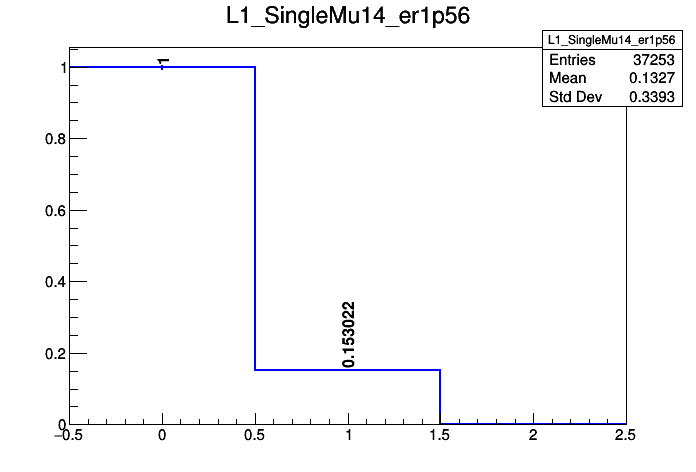 L1_SingleMu14_er1p56
L1_SingleMu14_er1p56
Entries 37253
Mean 0.1327
Std Dev 0.3393
1
1
0.8
0.6
0.4
0.153022
0.2
0
−0.5 0 0.5 1 1.5 2 2.5